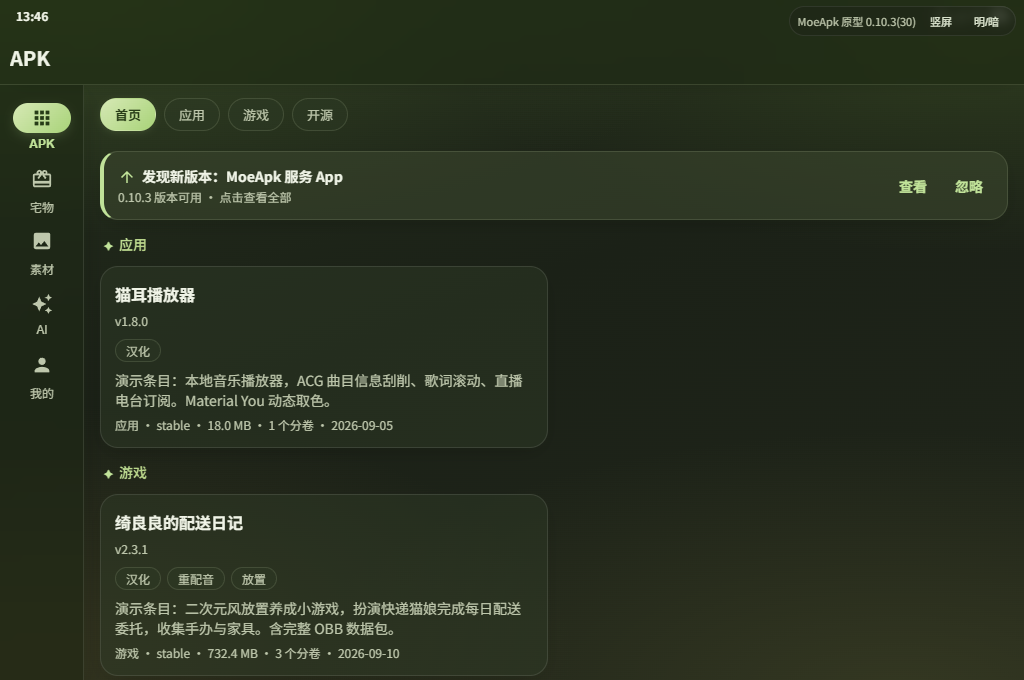 13:46
MoeApk 原型 0.10.3(30) 竖屏 明/暗
APK
APK
宅物
素材
AI
我的
首页 应用 游戏 开源
发现新版本：MoeApk 服务 App
0.10.3 版本可用 · 点击查看全部
查看 忽略
应用
猫耳播放器
v1.8.0
汉化
演示条目：本地音乐播放器，ACG 曲目信息刮削、歌词滚动、直播
电台订阅。Material You 动态取色。
应用 · stable · 18.0 MB · 1 个分卷 · 2026-09-05
游戏
绮良良的配送日记
v2.3.1
汉化 重配音 放置
演示条目：二次元风放置养成小游戏，扮演快递猫娘完成每日配送
委托，收集手办与家具。含完整 OBB 数据包。
游戏 · stable · 732.4 MB · 3 个分卷 · 2026-09-10